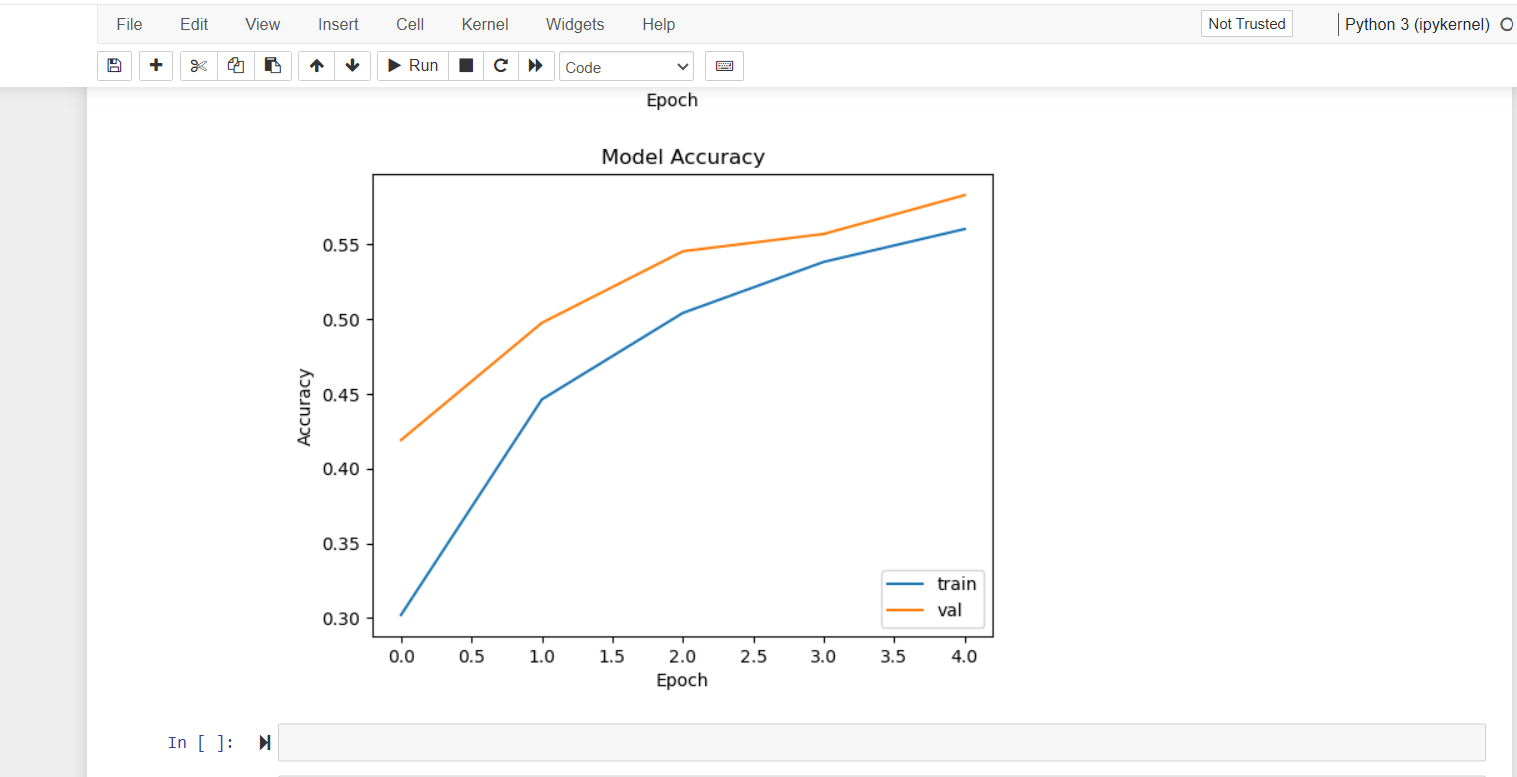 File Edit View Insert Cell Kernel Widgets Help Not Trusted Python 3 (ipykernel)
Run Code
Epoch
Model Accuracy
0.55
0.50
0.45
0.40
0.35
0.30
Accuracy
train
val
0.0 0.5 1.0 1.5 2.0 2.5 3.0 3.5 4.0
Epoch
In [ ]: